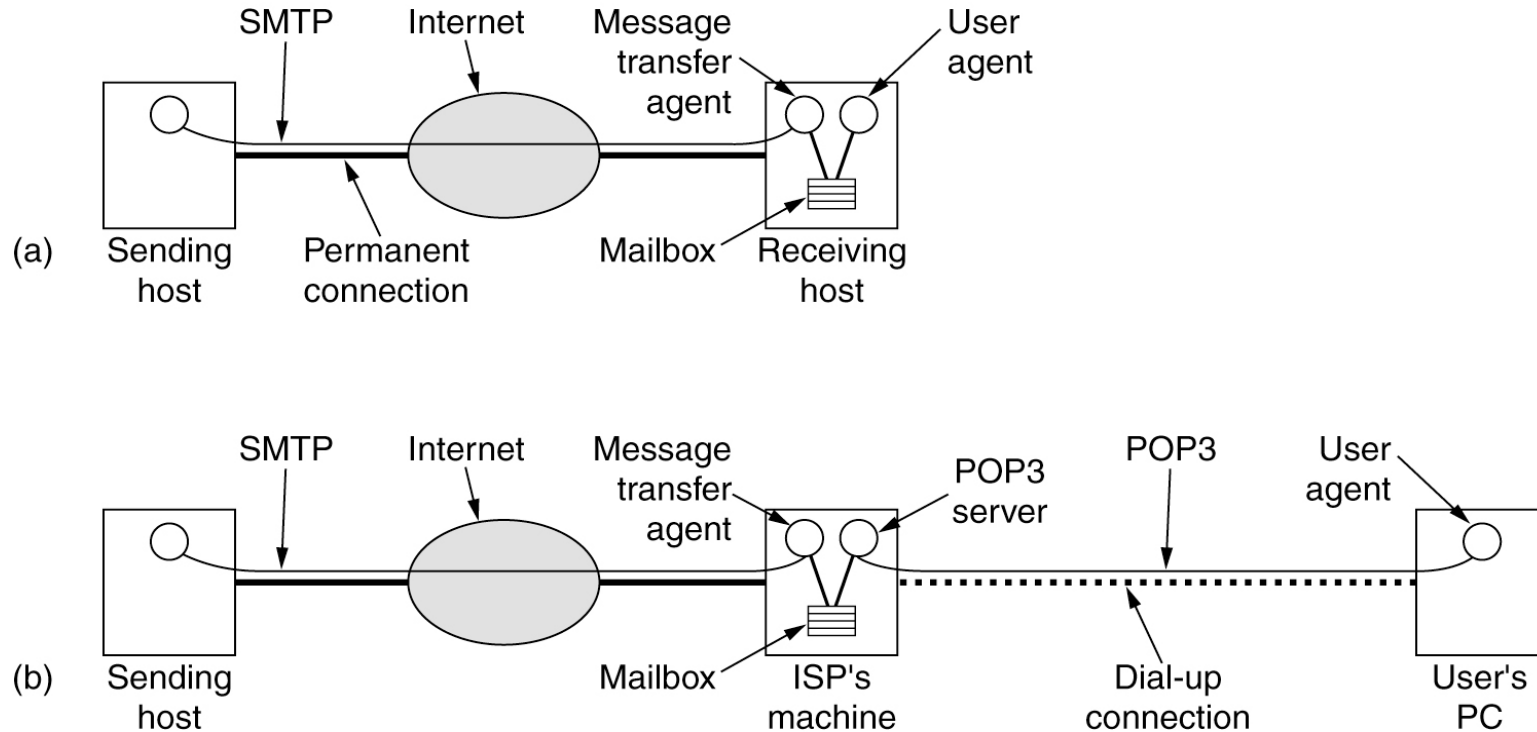 SMTP
Internet
Message
transfer
agent
User
agent
(a)
Sending
host
Permanent
connection
Mailbox
Receiving
host
SMTP
Internet
Message
transfer
agent
POP3
server
POP3
User
agent
(b)
Sending
host
Mailbox
ISP's
machine
Dial-up
connection
User's
PC